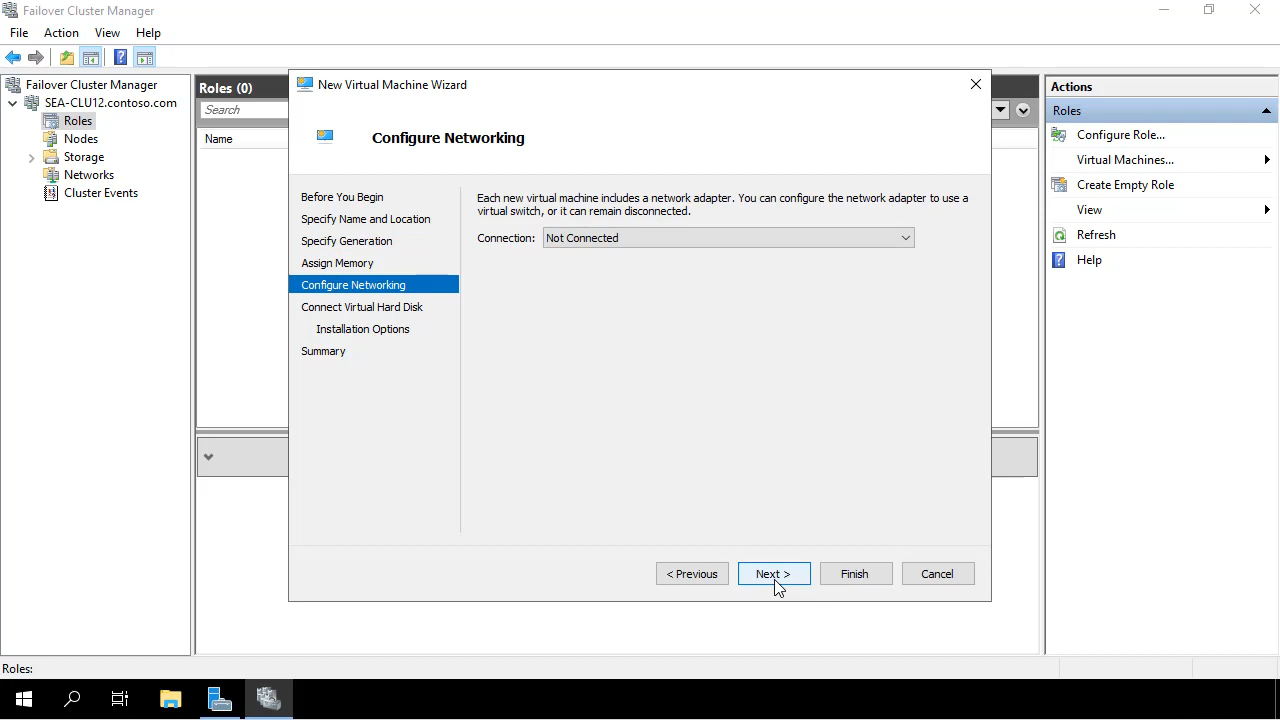 Failover Cluster Manager
File Action View Help
Failover Cluster Manager
SEA-CLU12.contoso.com
Roles
Nodes
Storage
Networks
Cluster Events
Roles (0)
Search
Name
New Virtual Machine Wizard
Configure Networking
Before You Begin
Specify Name and Location
Specify Generation
Assign Memory
Configure Networking
Connect Virtual Hard Disk
Installation Options
Summary
Each new virtual machine includes a network adapter. You can configure the network adapter to use a
virtual switch, or it can remain disconnected.
Connection: Not Connected
< Previous Next > Finish Cancel
Actions
Roles
Configure Role...
Virtual Machines...
Create Empty Role
View
Refresh
Help
Roles: